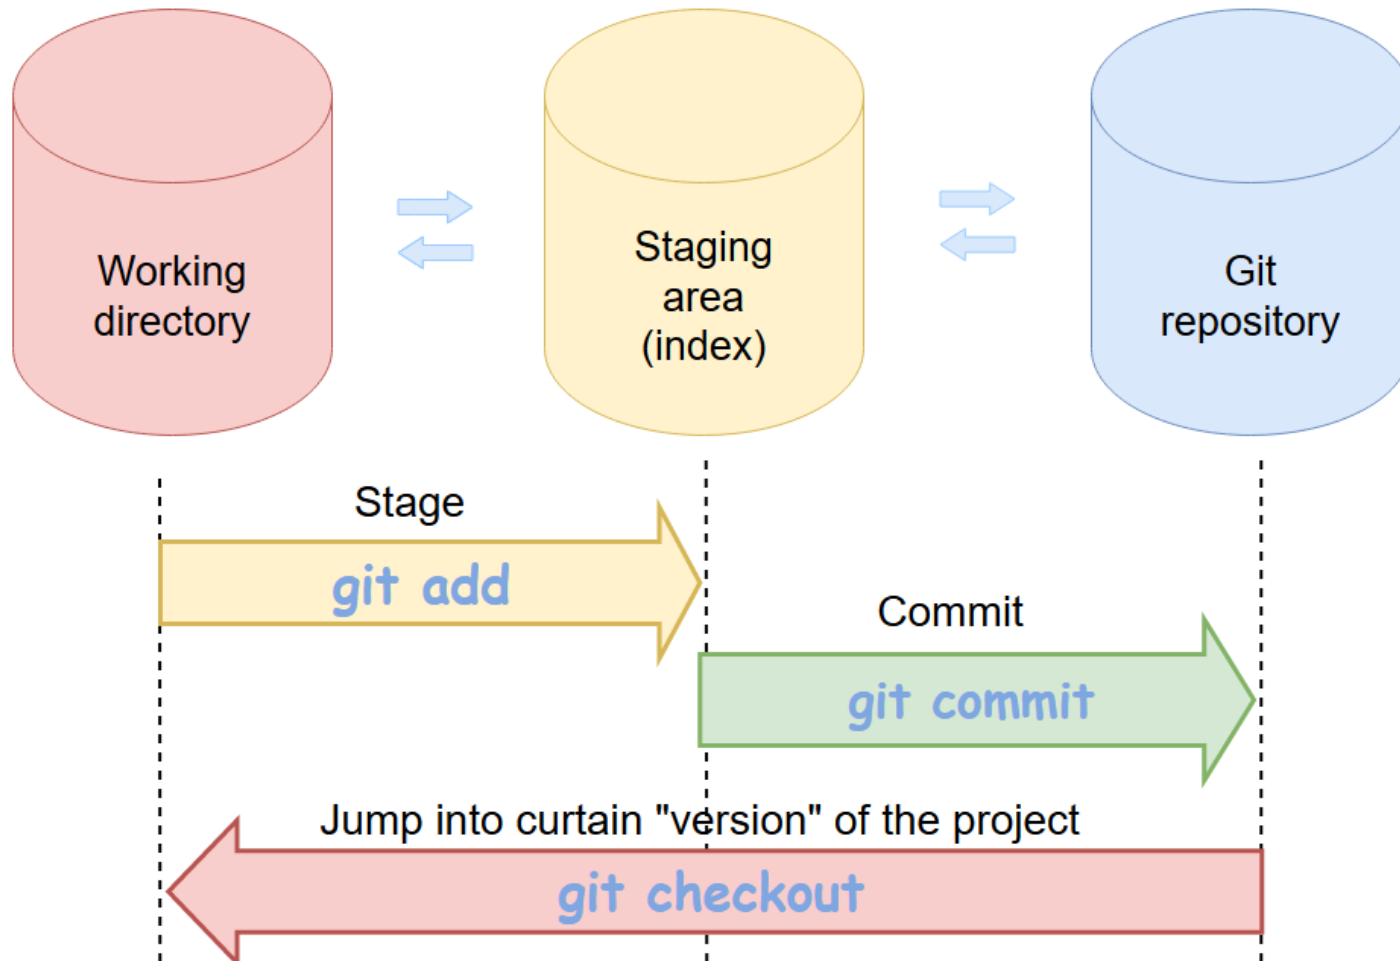 Working
directory
Staging
area
(index)
Git
repository
Stage
git add
Commit
git commit
Jump into curtain "version" of the project
git checkout